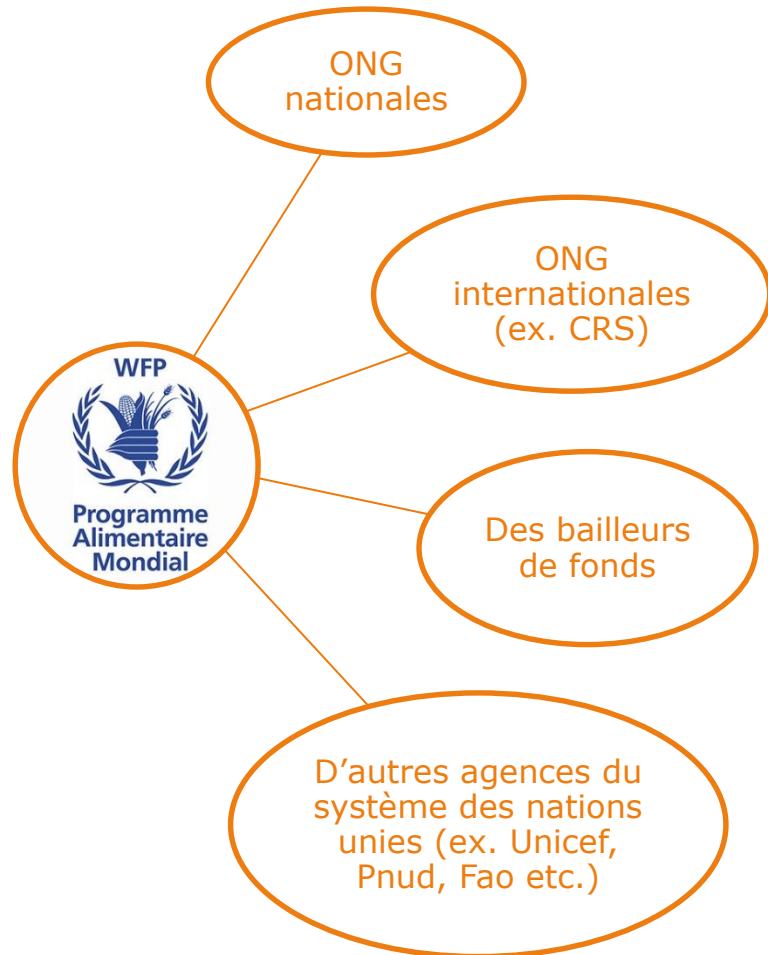 ONG
nationales
ONG
internationales
(ex. CRS)
WFP
Programme
Alimentaire
Mondial
Des bailleurs
de fonds
D’autres agences du
système des nations
unies (ex. Unicef,
Pnud, Fao etc.)